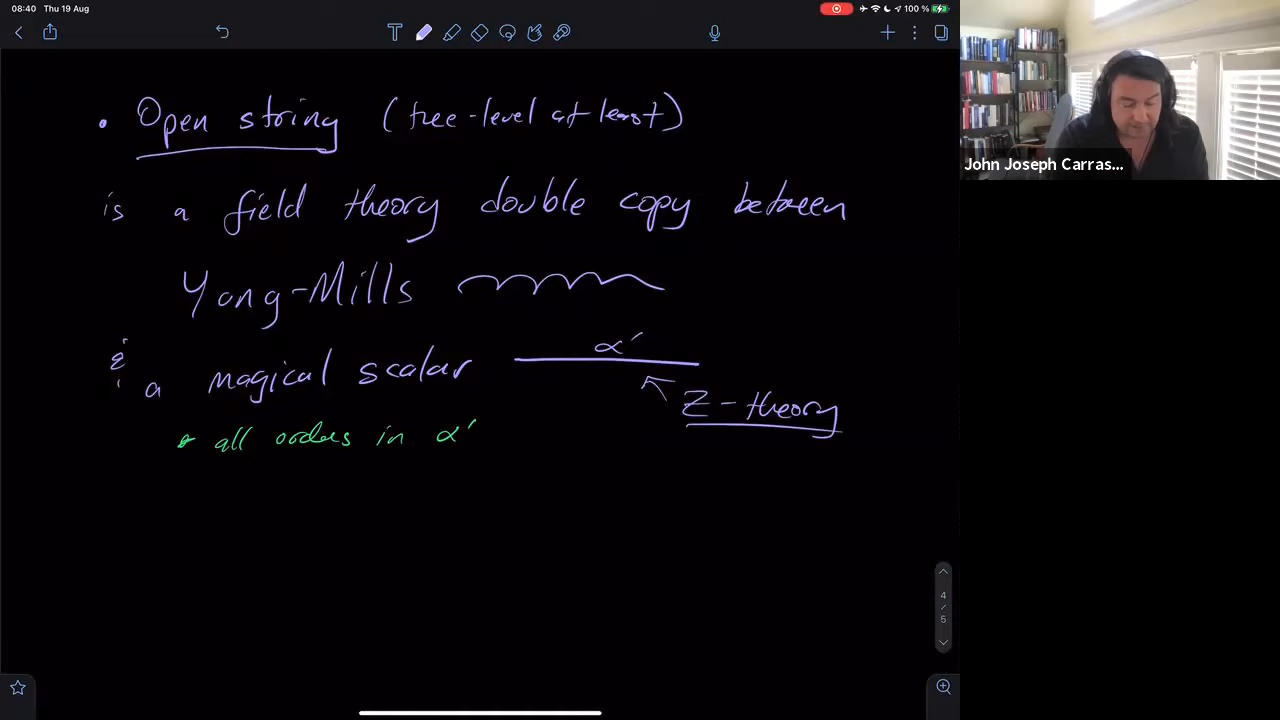 08:40 Thu 19 Aug
100 %
• Open string (tree-level at least)
is a field theory double copy between
Yang-Mills
& a magical scalar
α'
Z-theory
all orders in α'
4
/
5
John Joseph Carras...